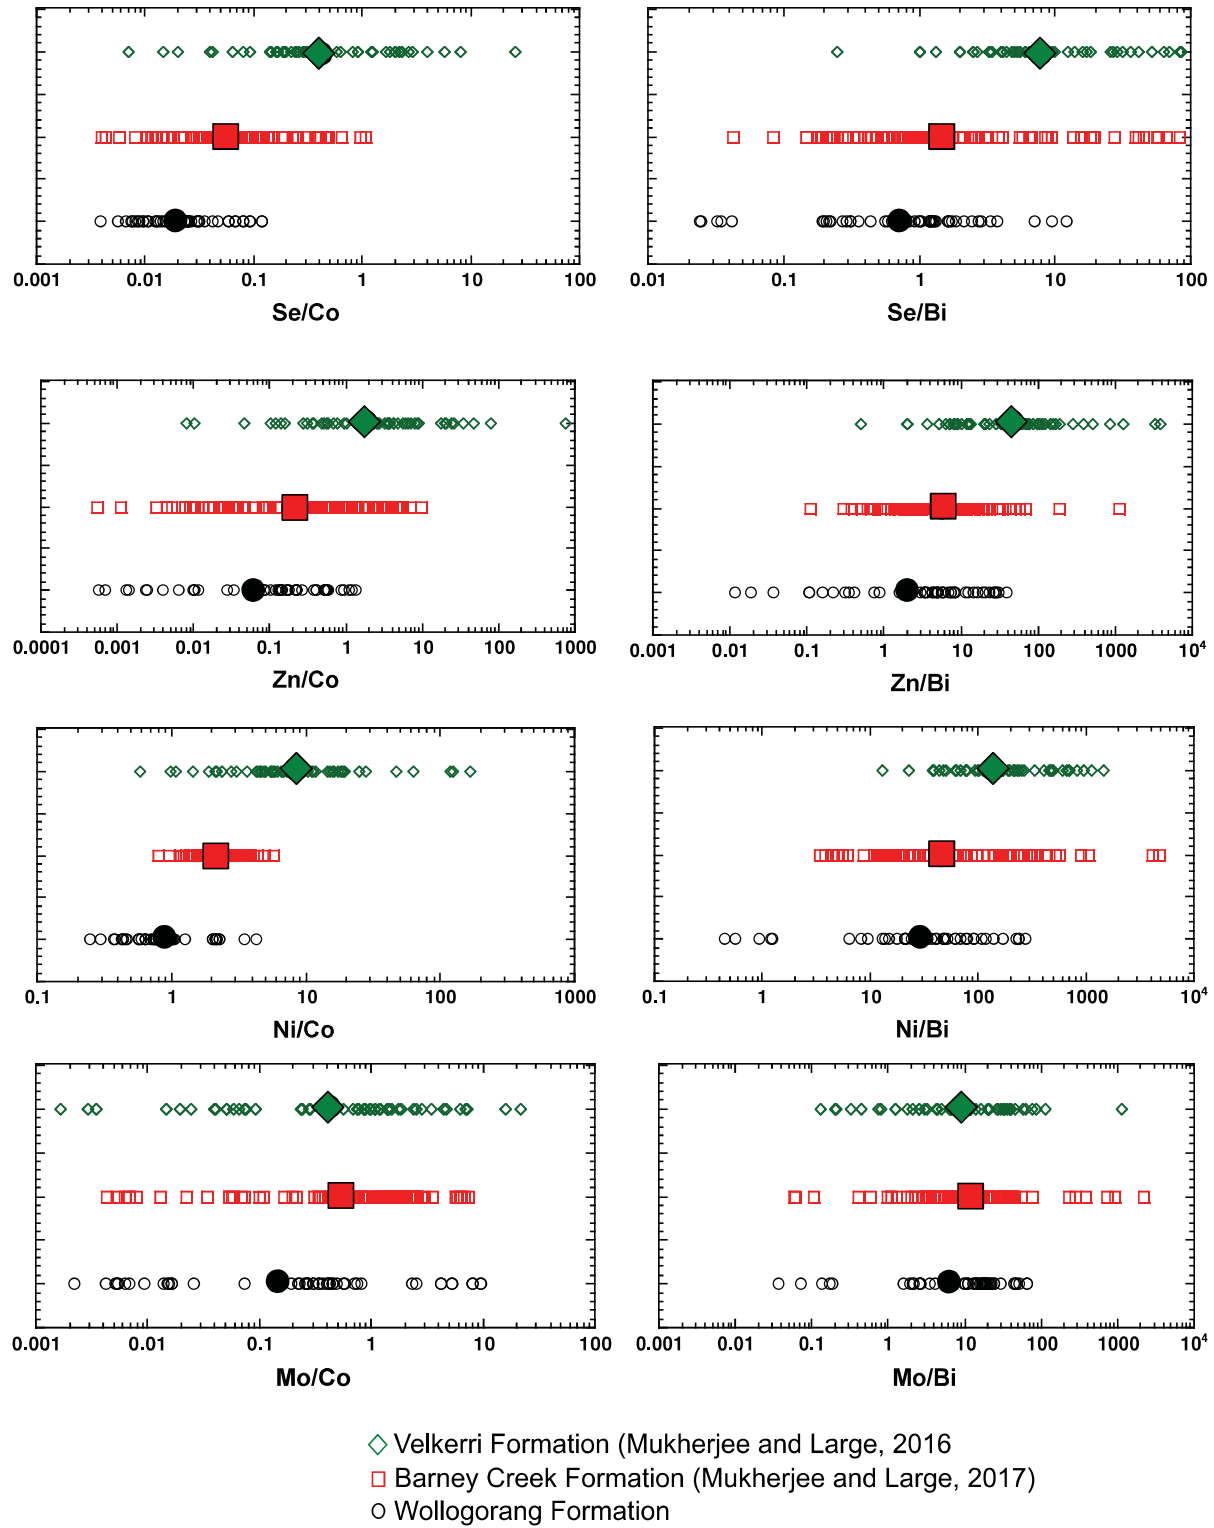 0.001 0.01 0.1 1 10 100
Se/Co
0.01 0.1 1 10 100
Se/Bi
0.0001 0.001 0.01 0.1 1 10 100 1000
Zn/Co
0.001 0.01 0.1 1 10 100 1000 10⁴
Zn/Bi
0.1 1 10 100 1000
Ni/Co
0.1 1 10 100 1000 10⁴
Ni/Bi
0.001 0.01 0.1 1 10 100
Mo/Co
0.001 0.01 0.1 1 10 100 1000 10⁴
Mo/Bi
Velkerri Formation (Mukherjee and Large, 2016
Barney Creek Formation (Mukherjee and Large, 2017)
Wollogorang Formation